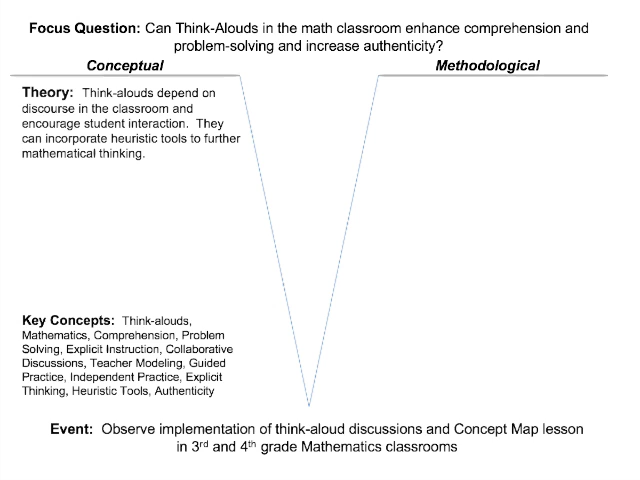 Focus Question: Can Think-Alouds in the math classroom enhance comprehension and
problem-solving and increase authenticity?
Conceptual
Methodological
Theory: Think-alouds depend on
discourse in the classroom and
encourage student interaction. They
can incorporate heuristic tools to further
mathematical thinking.
Key Concepts: Think-alouds,
Mathematics, Comprehension, Problem
Solving, Explicit Instruction, Collaborative
Discussions, Teacher Modeling, Guided
Practice, Independent Practice, Explicit
Thinking, Heuristic Tools, Authenticity
Event: Observe implementation of think-aloud discussions and Concept Map lesson
in 3rd and 4th grade Mathematics classrooms